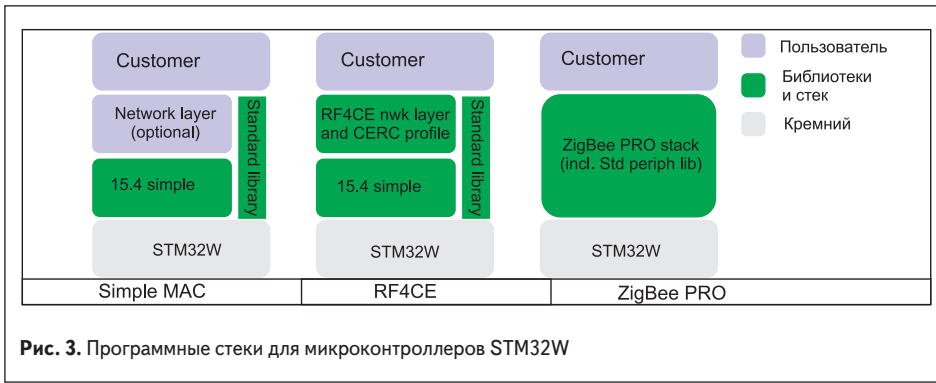 Customer
Network layer
(optional)
15.4 simple
Standard library
STM32W
Simple MAC
Customer
RF4CE nwk layer
and CERC profile
15.4 simple
Standard library
STM32W
RF4CE
Customer
ZigBee PRO stack
(incl. Std periph lib)
STM32W
ZigBee PRO
Пользователь
Библиотеки
и стек
Кремний
Рис. 3. Программные стеки для микроконтроллеров STM32W